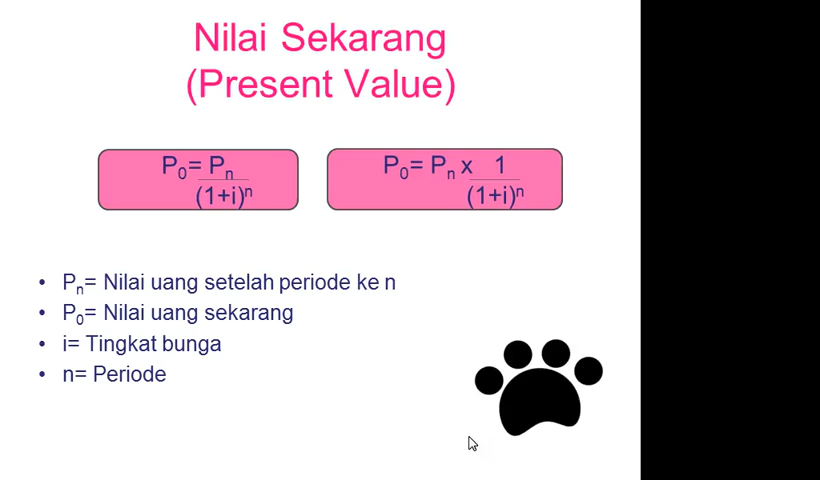 Nilai Sekarang
(Present Value)
P₀= Pₙ
(1+i)ⁿ
P₀= Pₙ x 1
(1+i)ⁿ
• Pₙ= Nilai uang setelah periode ke n
• P₀= Nilai uang sekarang
• i= Tingkat bunga
• n= Periode